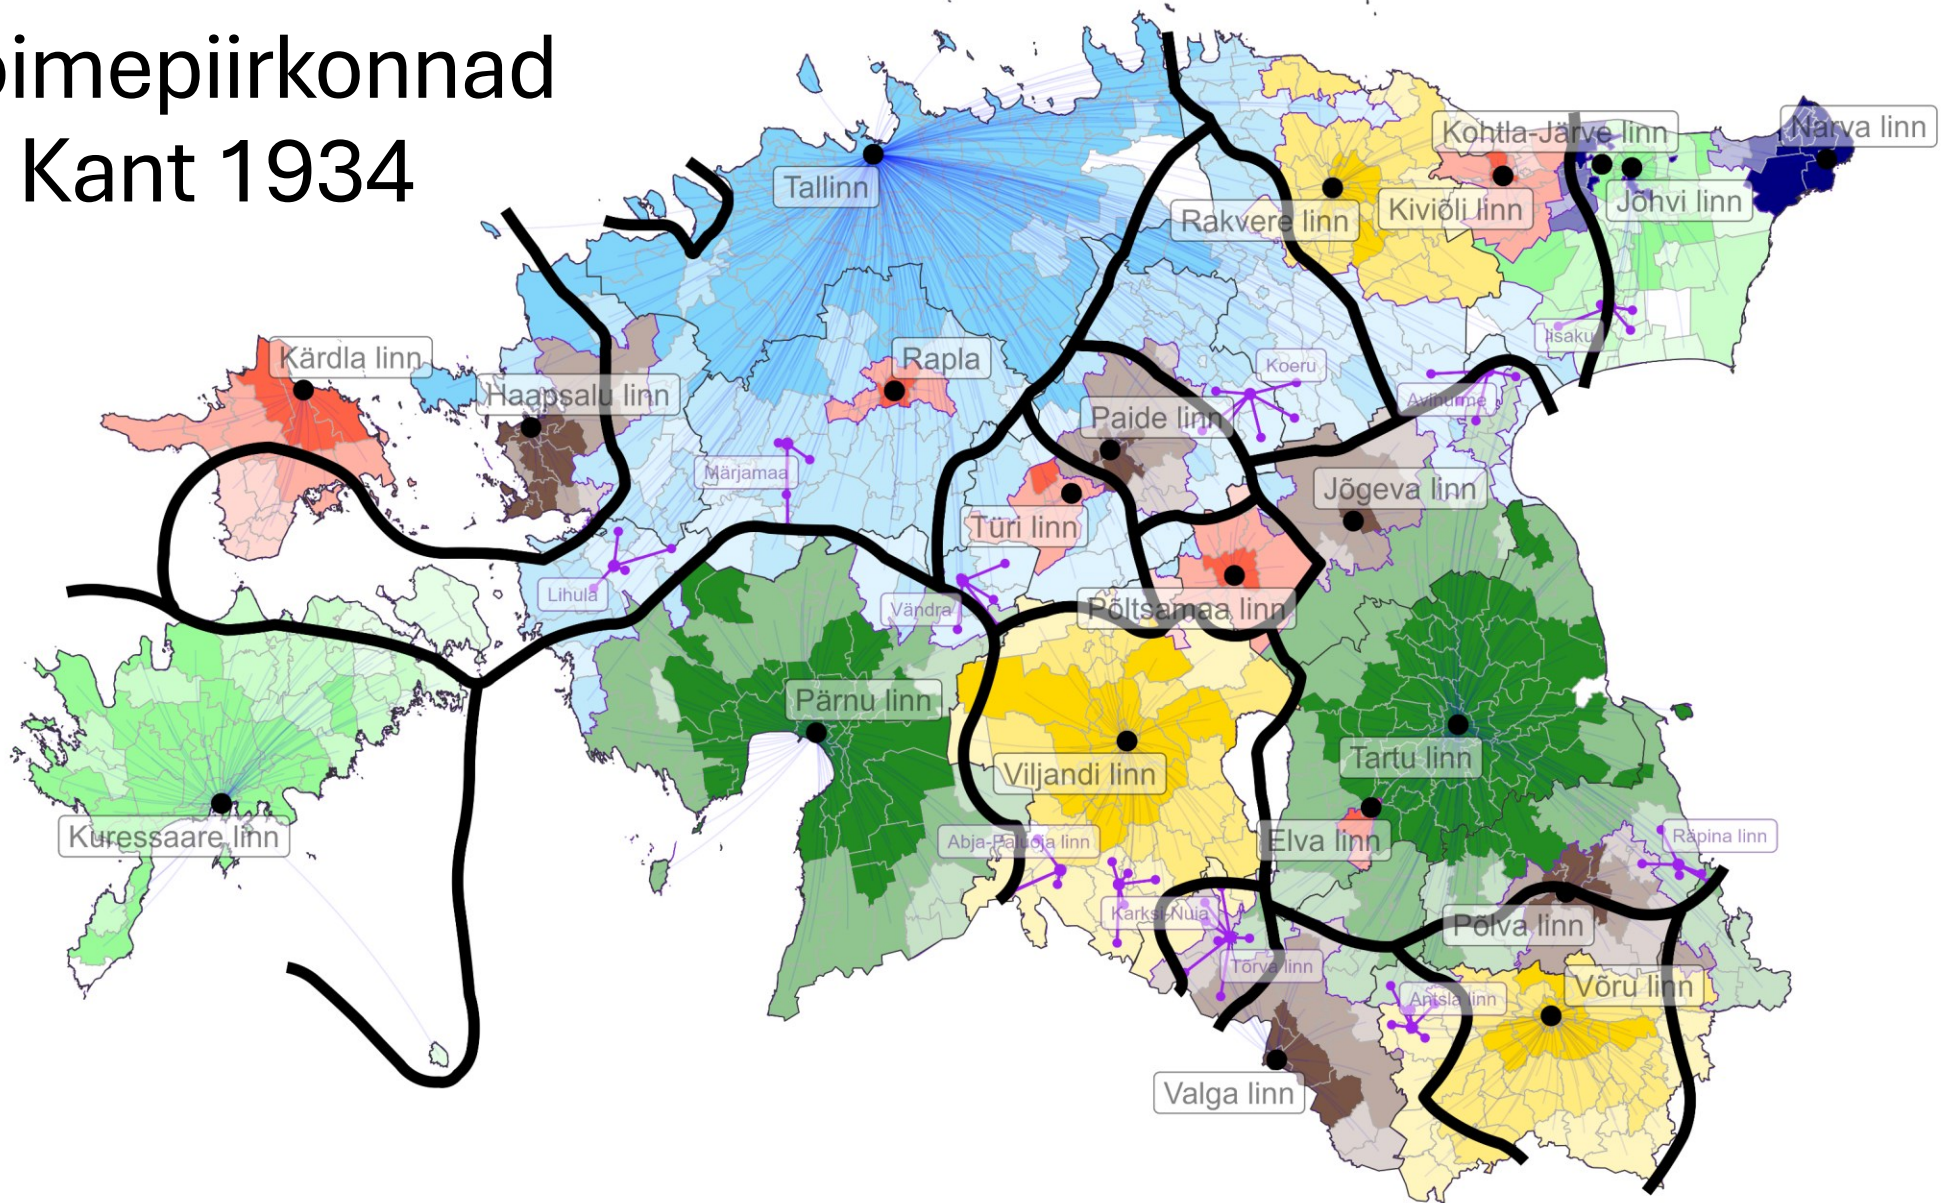 oimepiirkonnad
Kant 1934
Tallinn
Kohtla-Järve linn
Narva linn
Rakvere linn
Kiviõli linn
Jõhvi linn
Iisaku
Kärdla linn
Haapsalu linn
Rapla
Koeru
Avinurme
Paide linn
Märjamaa
Jõgeva linn
Türi linn
Lihula
Vändra
Põltsamaa linn
Pärnu linn
Viljandi linn
Tartu linn
Kuressaare linn
Abja-Paluoja linn
Elva linn
Räpina linn
Karksi-Nuia
Põlva linn
Tõrva linn
Antsla linn
Võru linn
Valga linn